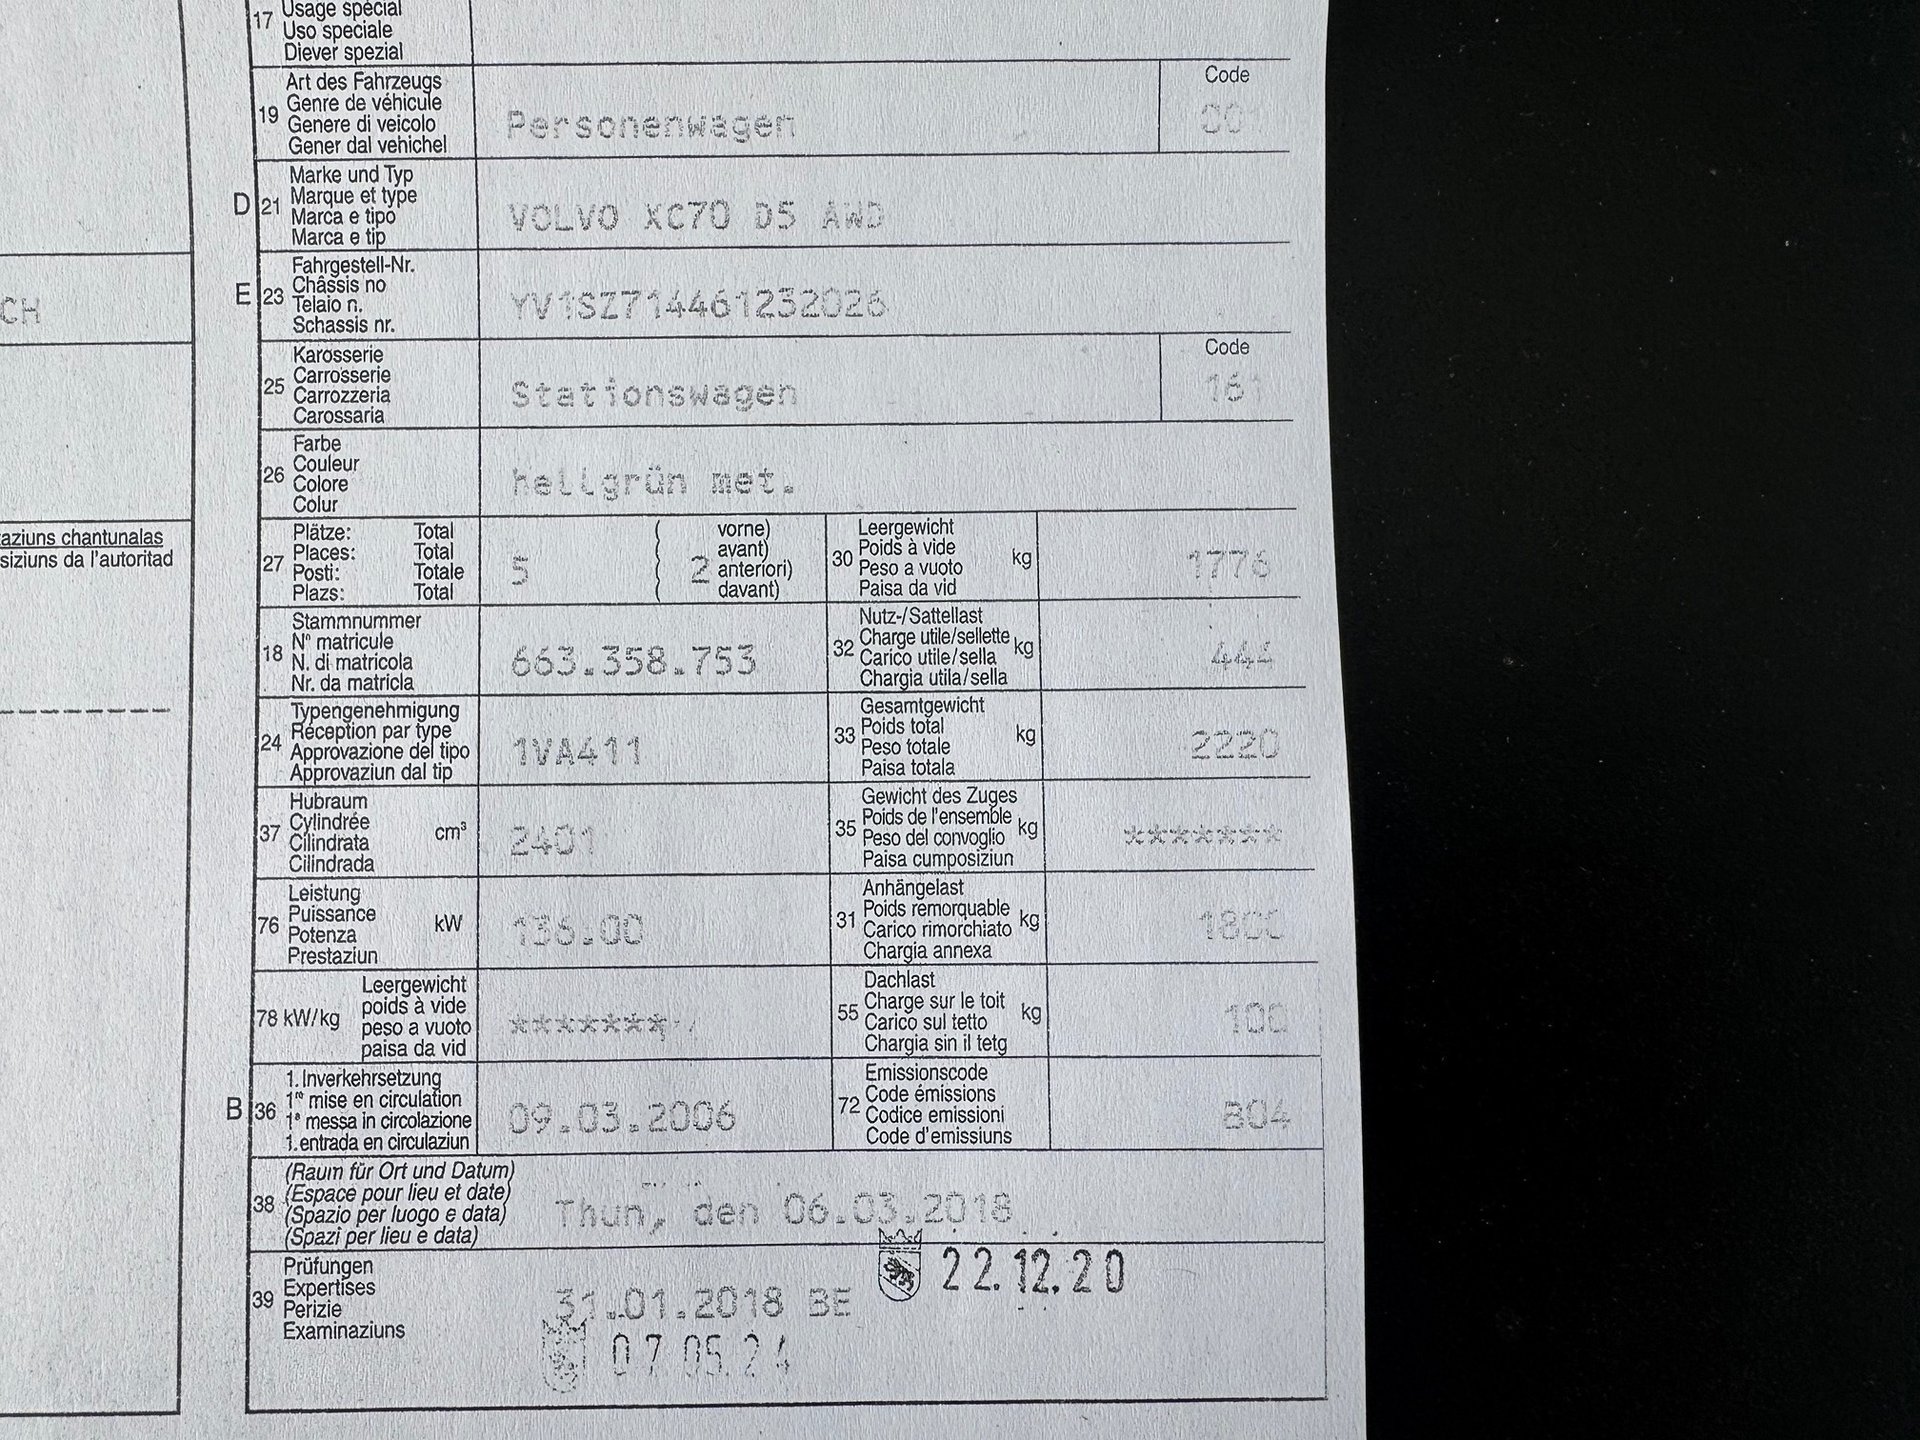 CH
taziuns chantunalas
siziuns da l'autoritad
17 Usage spécial
Uso speciale
Diever spezial
19 Art des Fahrzeugs
Genre de véhicule
Genere di veicolo
Gener dal vehichel
Personenwagen
Code
001
D 21 Marke und Typ
Marque et type
Marca e tipo
Marca e tip
VOLVO XC70 D5 AWD
E 23 Fahrgestell-Nr.
Châssis no
Telaio n.
Schassis nr.
YV1SZ714461232026
25 Karosserie
Carrosserie
Carrozzeria
Carossaria
Stationswagen
Code
161
26 Farbe
Couleur
Colore
Colur
hellgrün met.
27 Plätze: Total
Places: Total
Posti: Totale
Plazs: Total
5
( vorne)
( avant)
( 2 anteriori)
( davant)
30 Leergewicht
Poids à vide
Peso a vuoto
Paisa da vid
kg
1776
18 Stammnummer
N° matricule
N. di matricola
Nr. da matricla
663.358.753
32 Nutz-/Sattellast
Charge utile/sellette
Carico utile/sella
Chargia utila/sella
kg
444
24 Typengenehmigung
Réception par type
Approvazione del tipo
Approvaziun dal tip
1VA411
33 Gesamtgewicht
Poids total
Peso totale
Paisa totala
kg
2220
37 Hubraum
Cylindrée
Cilindrata
Cilindrada
cm³
2401
35 Gewicht des Zuges
Poids de l'ensemble
Peso del convoglio
Paisa cumposiziun
kg
*******
76 Leistung
Puissance
Potenza
Prestaziun
kW
136.00
31 Anhängelast
Poids remorquable
Carico rimorchiato
Chargia annexa
kg
1800
78 kW/kg
Leergewicht
poids à vide
peso a vuoto
paisa da vid
*******
55 Dachlast
Charge sur le toit
Carico sul tetto
Chargia sin il tetg
kg
100
B 36 1. Inverkehrsetzung
1re mise en circulation
1a messa in circolazione
1. entrada en circulaziun
09.03.2006
72 Emissionscode
Code émissions
Codice emissioni
Code d'emissiuns
B04
38 (Raum für Ort und Datum)
(Espace pour lieu et date)
(Spazio per luogo e data)
(Spazi per lieu e data)
Thun, den 06.03.2018
39 Prüfungen
Expertises
Perizie
Examinaziuns
31.01.2018 BE
22.12.20
07 05 24